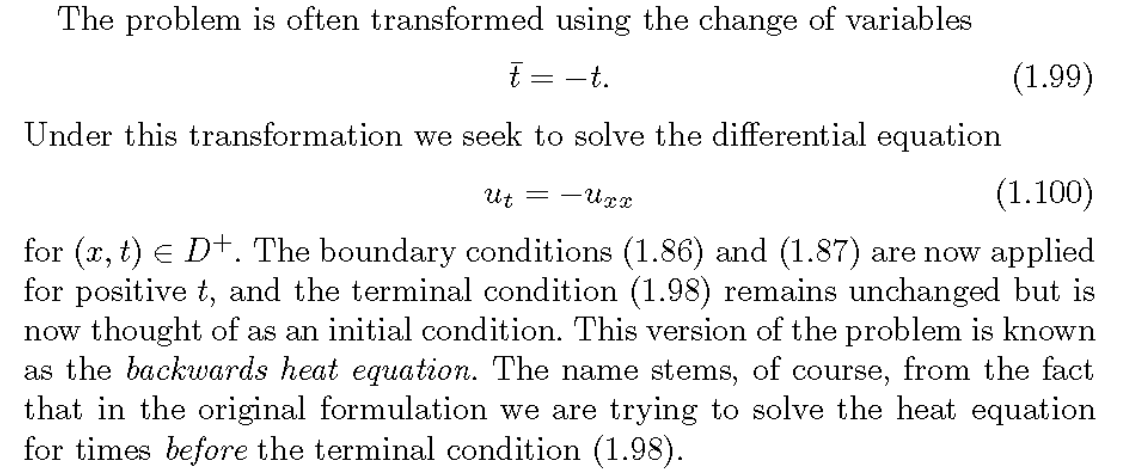 The problem is often transformed using the change of variables
t̄ = −t. (1.99)
Under this transformation we seek to solve the differential equation
uₜ = −uₓₓ (1.100)
for (x, t) ∈ D⁺. The boundary conditions (1.86) and (1.87) are now applied
for positive t, and the terminal condition (1.98) remains unchanged but is
now thought of as an initial condition. This version of the problem is known
as the backwards heat equation. The name stems, of course, from the fact
that in the original formulation we are trying to solve the heat equation
for times before the terminal condition (1.98).